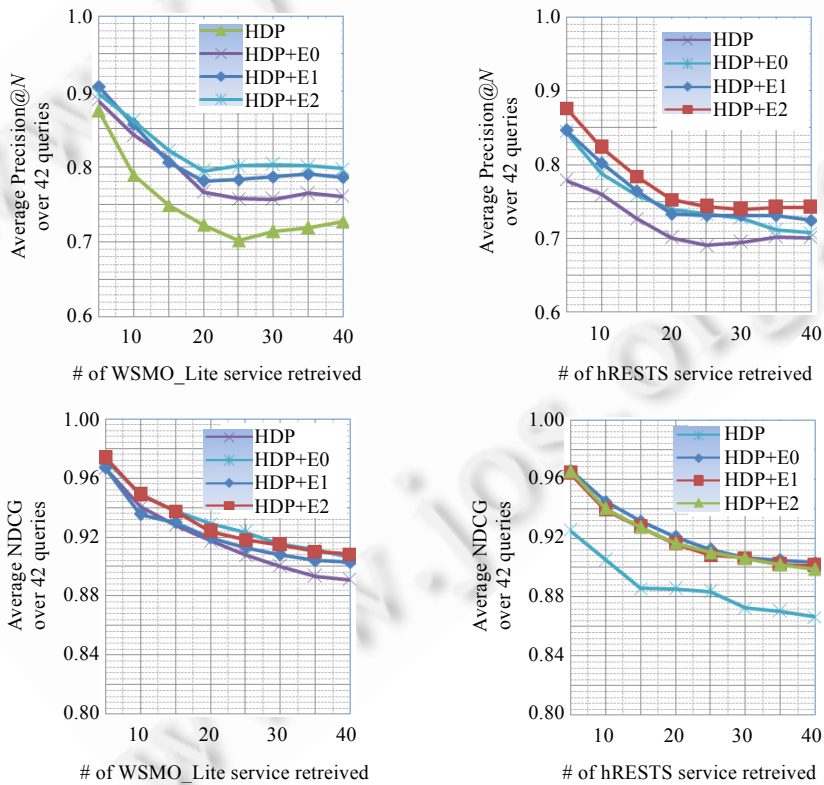 1.0
0.9
0.8
0.7
0.6
Average Precision@N
over 42 queries
HDP
HDP+E0
HDP+E1
HDP+E2
10 20 30 40
# of WSMO_Lite service retreived
1.0
0.9
0.8
0.7
0.6
Average Precision@N
over 42 queries
HDP
HDP+E0
HDP+E1
HDP+E2
10 20 30 40
# of hRESTS service retreived
1.00
0.96
0.92
0.88
0.84
0.80
Average NDCG
over 42 queries
HDP
HDP+E0
HDP+E1
HDP+E2
10 20 30 40
# of WSMO_Lite service retreived
1.00
0.96
0.92
0.88
0.84
0.80
Average NDCG
over 42 queries
HDP
HDP+E0
HDP+E1
HDP+E2
10 20 30 40
# of hRESTS service retreived